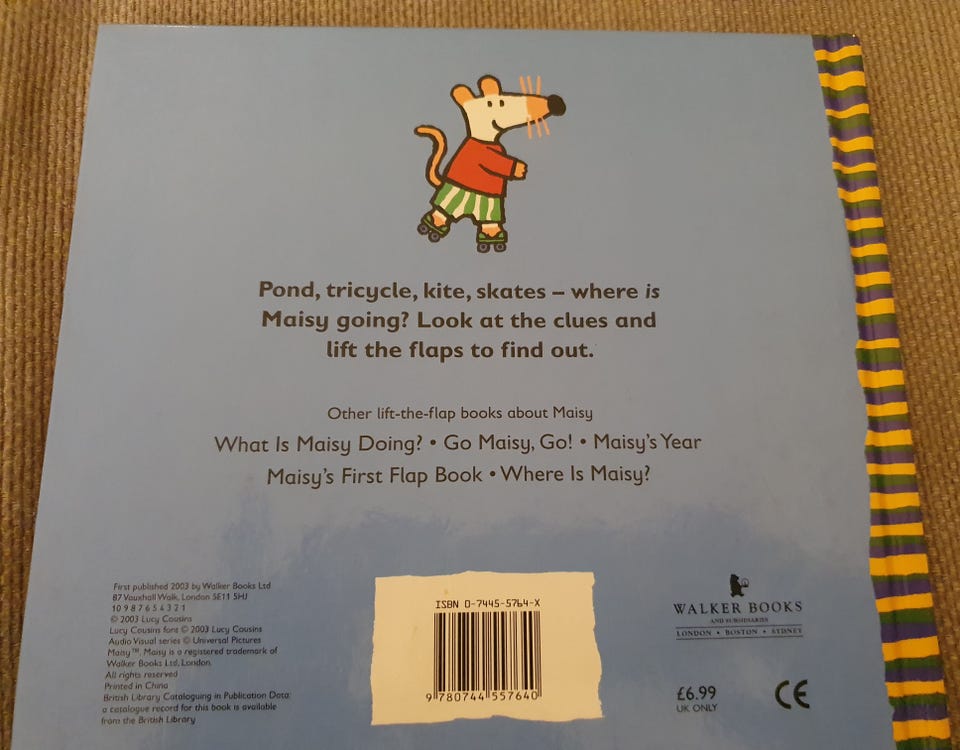 Pond, tricycle, kite, skates – where is
Maisy going? Look at the clues and
lift the flaps to find out.
Other lift-the-flap books about Maisy
What Is Maisy Doing? • Go Maisy, Go! • Maisy's Year
Maisy's First Flap Book • Where Is Maisy?
First published 2003 by Walker Books Ltd
87 Vauxhall Walk, London SE11 5HJ
10 9 8 7 6 5 4 3 2 1
© 2003 Lucy Cousins
Lucy Cousins font © 2003 Lucy Cousins
Audio Visual series © Universal Pictures
Maisy™. Maisy is a registered trademark of
Walker Books Ltd, London.
All rights reserved
Printed in China
British Library Cataloguing in Publication Data:
a catalogue record for this book is available
from the British Library
ISBN 0-7445-5764-X
9 780744 557640
WALKER BOOKS
AND SUBSIDIARIES
LONDON • BOSTON • SYDNEY
£6.99
UK ONLY
CE